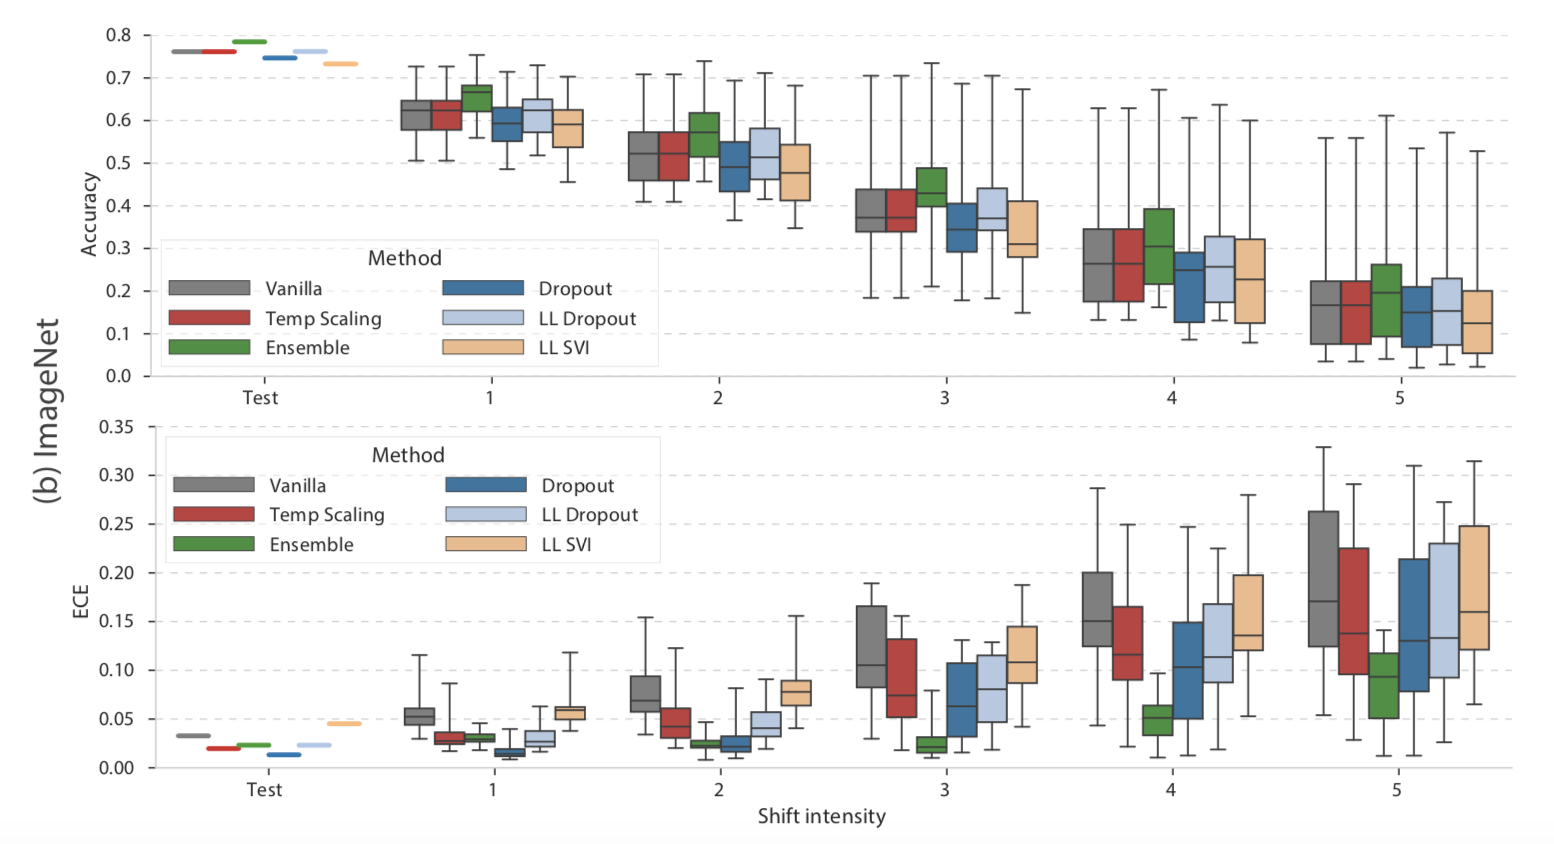 (b) ImageNet
Accuracy
0.8
0.7
0.6
0.5
0.4
0.3
0.2
0.1
0.0
Method
Vanilla Dropout
Temp Scaling LL Dropout
Ensemble LL SVI
Test 1 2 3 4 5
ECE
0.35
0.30
0.25
0.20
0.15
0.10
0.05
0.00
Method
Vanilla Dropout
Temp Scaling LL Dropout
Ensemble LL SVI
Test 1 2 3 4 5
Shift intensity